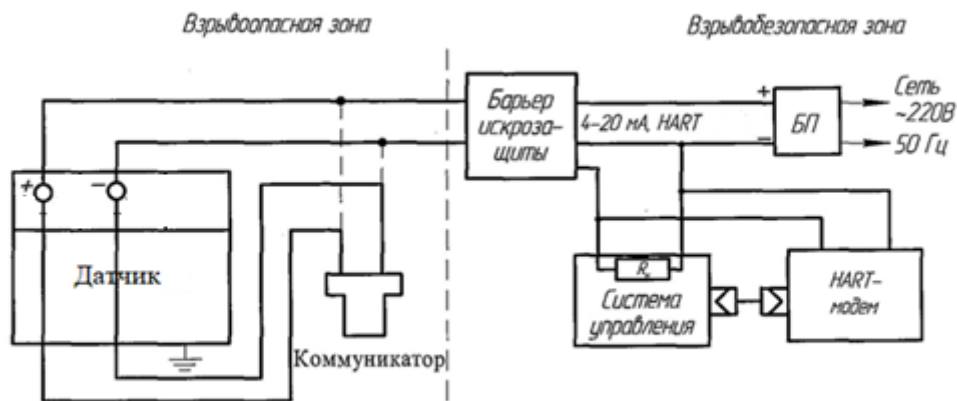 Взрывоопасная зона
Взрывобезопасная зона
Барьер
искроза-
щиты
4-20 мА, HART
+
−
БП
Сеть
~220В
50 Гц
+
−
Датчик
Коммуникатор
Rн
Система
управления
HART-
модем